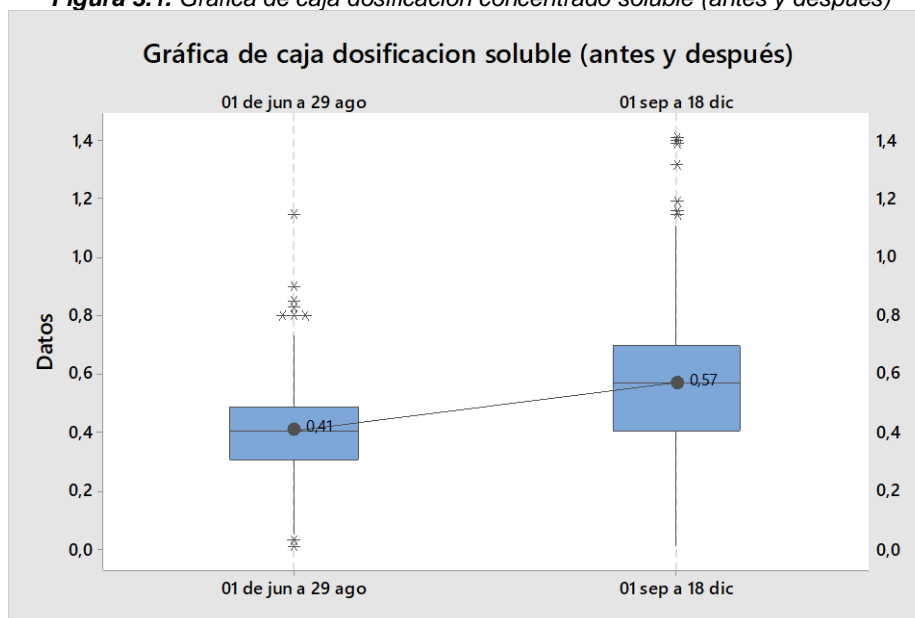 Figura 3.1. Gráfica de caja dosificación concentrado soluble (antes y después)
Gráfica de caja dosificacion soluble (antes y después)
01 de jun a 29 ago 01 sep a 18 dic
1,4 1,4
1,2 1,2
1,0 1,0
0,8 0,8
0,6 0,6
0,4 0,4
0,2 0,2
0,0 0,0
Datos
0,41
0,57
01 de jun a 29 ago 01 sep a 18 dic